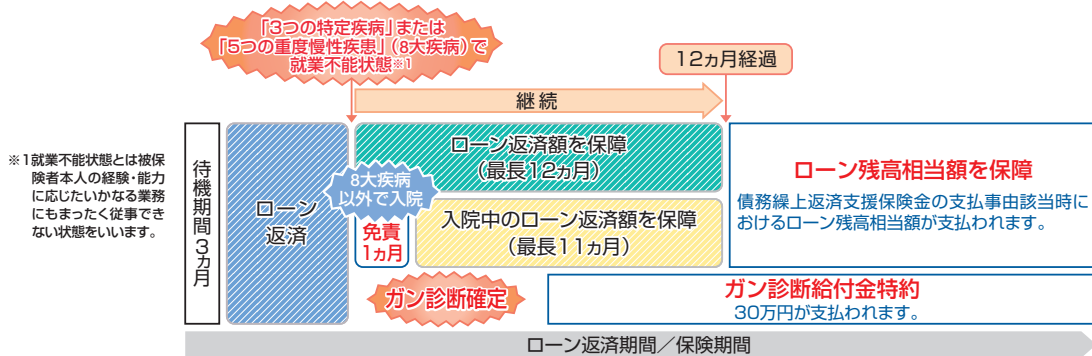 「3つの特定疾病」または
「5つの重度慢性疾患」(8大疾病)で
就業不能状態※1
12ヵ月経過
継続
※1就業不能状態とは被保
険者本人の経験・能力
に応じたいかなる業務
にもまったく従事でき
ない状態をいいます。
待機期間3ヵ月
ローン
返済
ローン返済額を保障
(最長12ヵ月)
8大疾病
以外で入院
免責
1ヵ月
入院中のローン返済額を保障
(最長11ヵ月)
ローン残高相当額を保障
債務繰上返済支援保険金の支払事由該当時に
おけるローン残高相当額が支払われます。
ガン診断確定
ガン診断給付金特約
30万円が支払われます。
ローン返済期間/保険期間